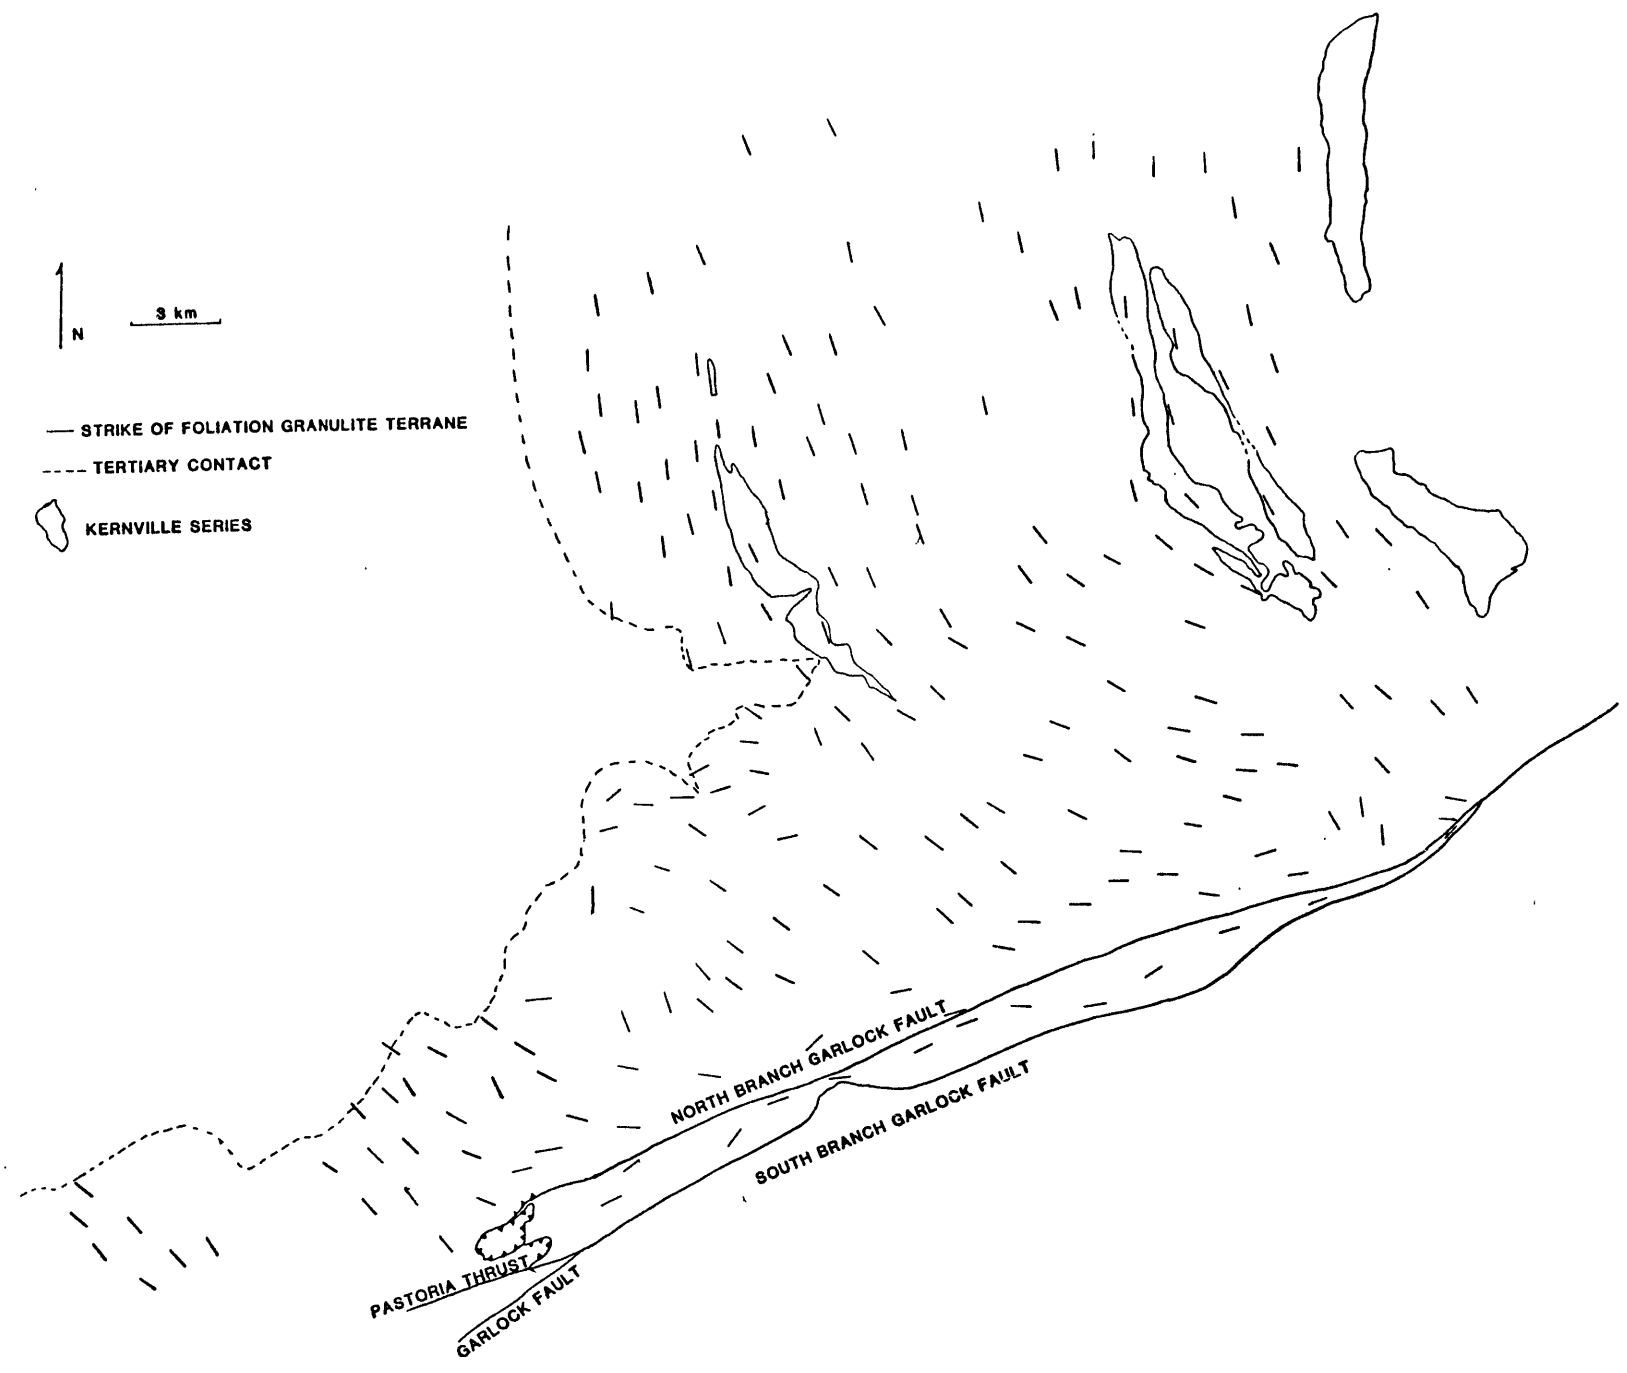 3 km
N
STRIKE OF FOLIATION GRANULITE TERRANE
TERTIARY CONTACT
KERNVILLE SERIES
NORTH BRANCH GARLOCK FAULT
SOUTH BRANCH GARLOCK FAULT
PASTORIA THRUST
GARLOCK FAULT